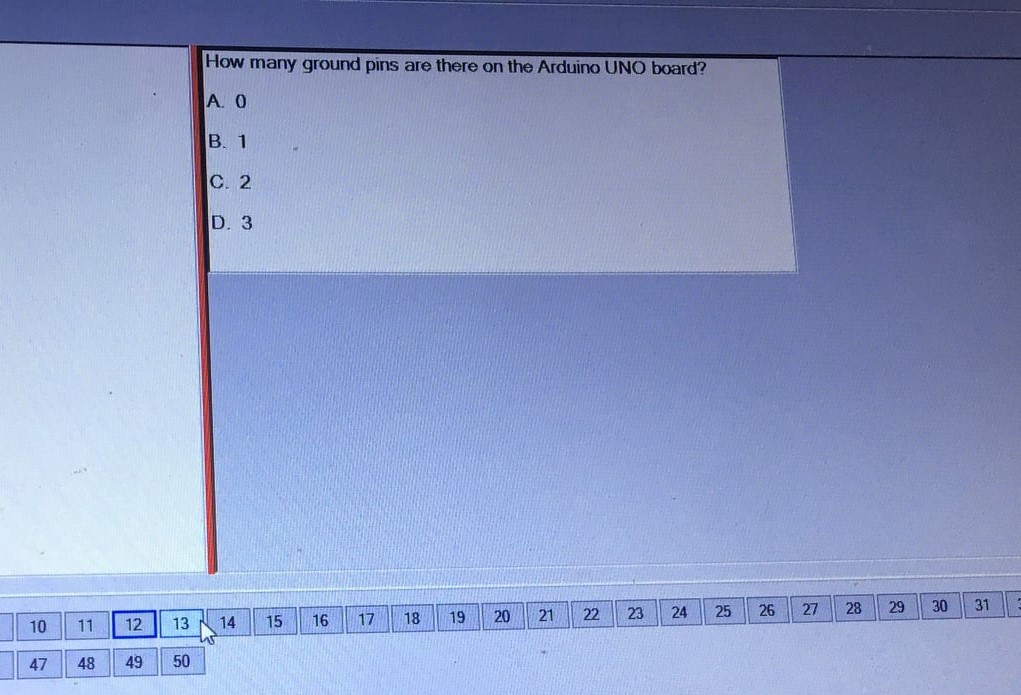 How many ground pins are there on the Arduino UNO board?
A. 0
B. 1
C. 2
D. 3
10 11 12 13 14 15 16 17 18 19 20 21 22 23 24 25 26 27 28 29 30 31
47 48 49 50